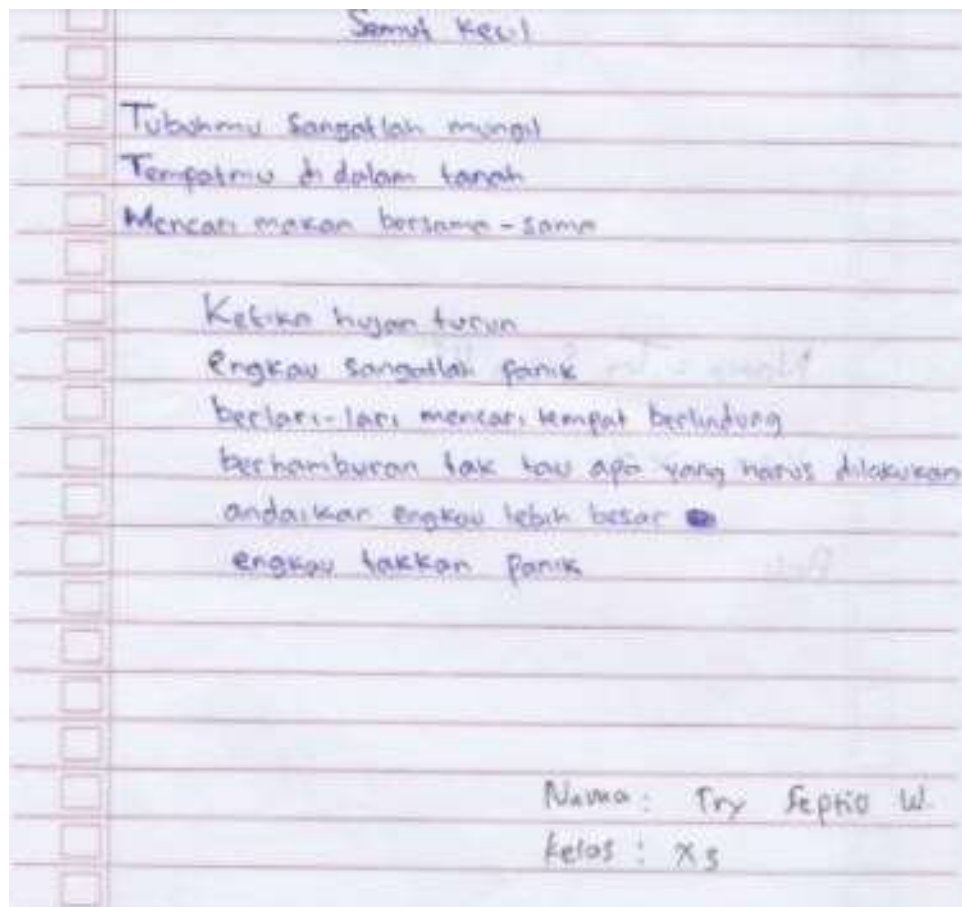 Semut Kecil
Tubuhmu Sangatlah mungil
Tempatmu di dalam tanah
Mencari makan bersama-sama
Ketika hujan turun
engkau sangatlah panik
berlari-lari mencari tempat berlindung
berhamburan tak tau apa yang harus dilakukan
andaikan engkau lebih besar
engkau takkan panik
Nama: Try Septio W.
Kelas: X